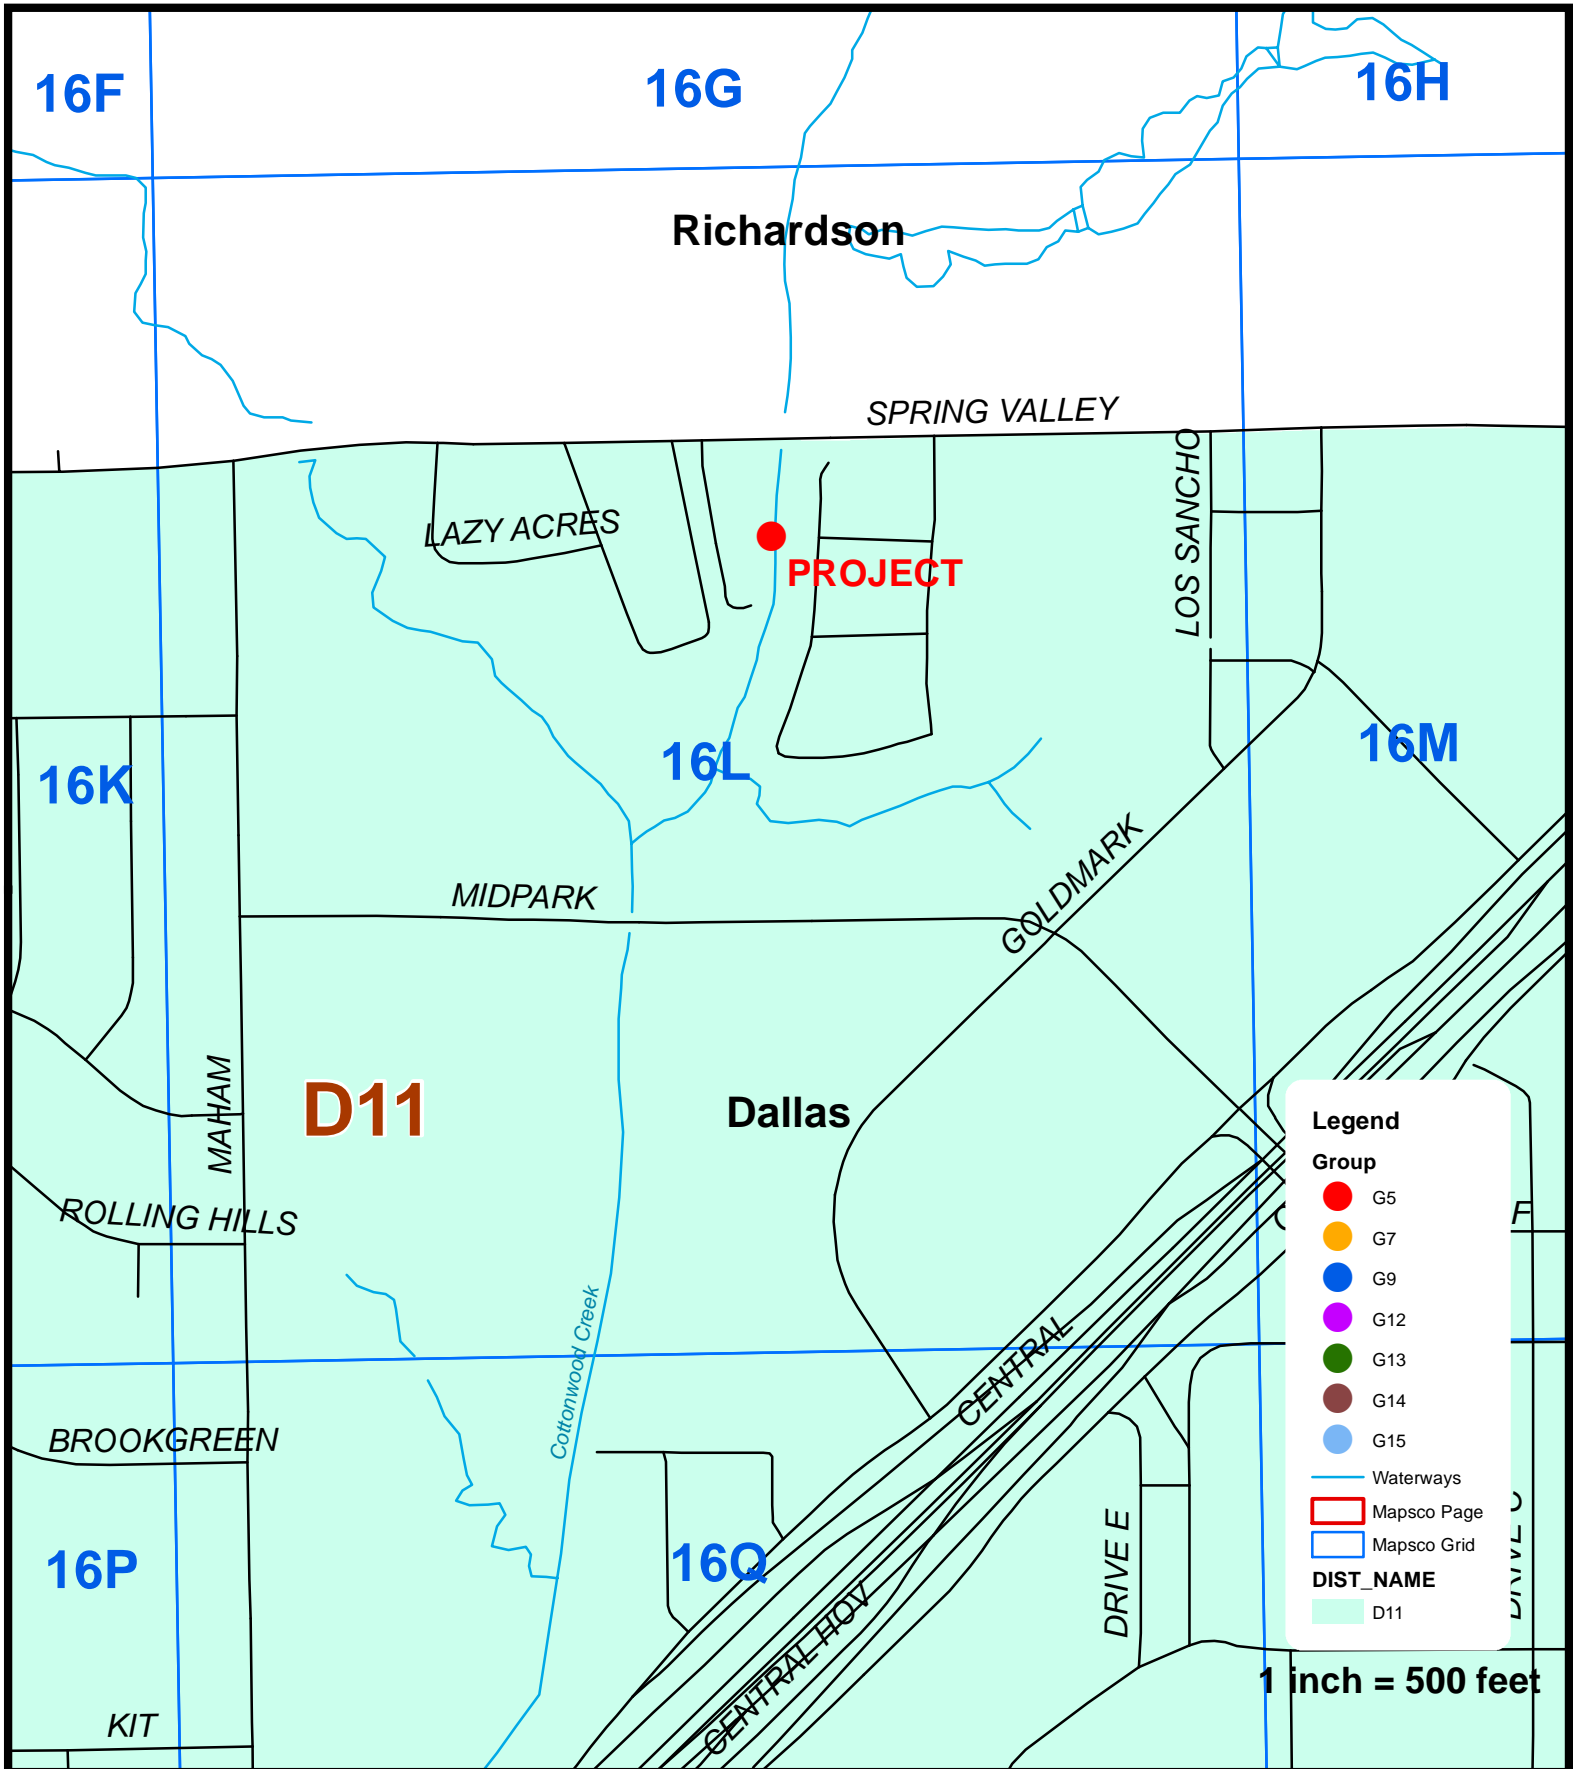 16F
16G
16H
Richardson
SPRING VALLEY
LOS SANCHO
LAZY ACRES
PROJECT
16K
16L
16M
GOLDMARK
MIDPARK
MAHAM
D11
Dallas
ROLLING HILLS
Cottonwood Creek
CENTRAL
BROOKGREEN
16P
16Q
DRIVE E
CENTRAL HOV
KIT
Legend
Group
G5
G7
G9
G12
G13
G14
G15
Waterways
Mapsco Page
Mapsco Grid
DIST_NAME
D11
F
1 inch = 500 feet